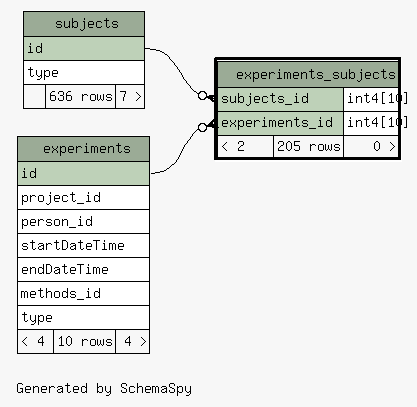 subjects
id
type
636 rows 7 >
experiments_subjects
subjects_id int4[10]
experiments_id int4[10]
< 2 205 rows 0 >
experiments
id
project_id
person_id
startDateTime
endDateTime
methods_id
type
< 4 10 rows 4 >
Generated by SchemaSpy